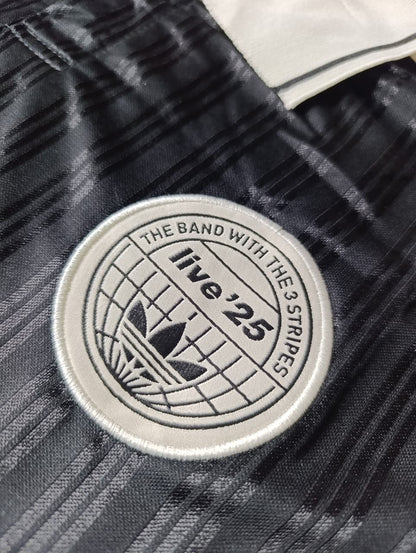 THE BAND WITH THE 3 STRIPES
live '25